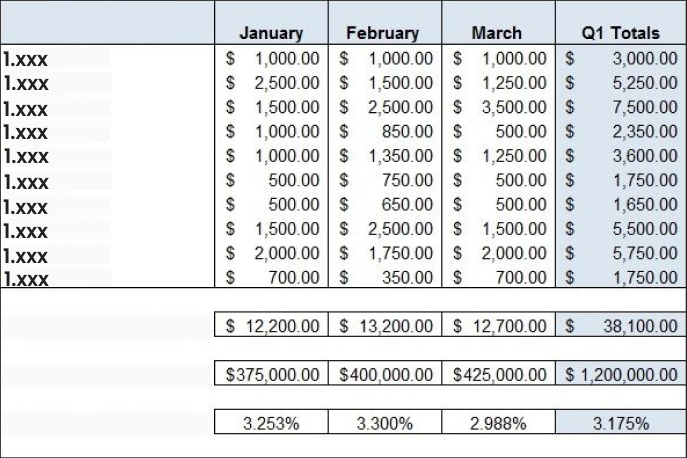 January February March Q1 Totals
1.xxx $ 1,000.00 $ 1,000.00 $ 1,000.00 $ 3,000.00
1.xxx $ 2,500.00 $ 1,500.00 $ 1,250.00 $ 5,250.00
1.xxx $ 1,500.00 $ 2,500.00 $ 3,500.00 $ 7,500.00
1.xxx $ 1,000.00 $ 850.00 $ 500.00 $ 2,350.00
1.xxx $ 1,000.00 $ 1,350.00 $ 1,250.00 $ 3,600.00
1.xxx $ 500.00 $ 750.00 $ 500.00 $ 1,750.00
1.xxx $ 500.00 $ 650.00 $ 500.00 $ 1,650.00
1.xxx $ 1,500.00 $ 2,500.00 $ 1,500.00 $ 5,500.00
1.xxx $ 2,000.00 $ 1,750.00 $ 2,000.00 $ 5,750.00
1.xxx $ 700.00 $ 350.00 $ 700.00 $ 1,750.00
$ 12,200.00 $ 13,200.00 $ 12,700.00 $ 38,100.00
$375,000.00 $400,000.00 $425,000.00 $ 1,200,000.00
3.253% 3.300% 2.988% 3.175%